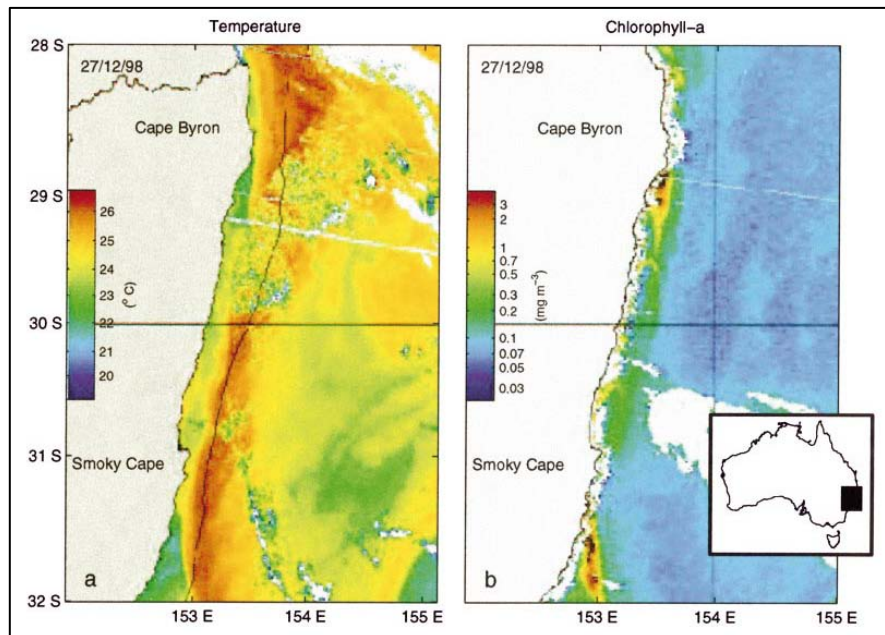 Temperature
Chlorophyll-a
28 S
27/12/98
27/12/98
Cape Byron
Cape Byron
29 S
26
25
24
23
22
21
20
(°C)
3
2
1
0.7
0.5
0.3
0.2
0.1
0.07
0.05
0.03
(mg m⁻³)
30 S
31 S
Smoky Cape
Smoky Cape
32 S
a
b
153 E
154 E
155 E
153 E
154 E
155 E